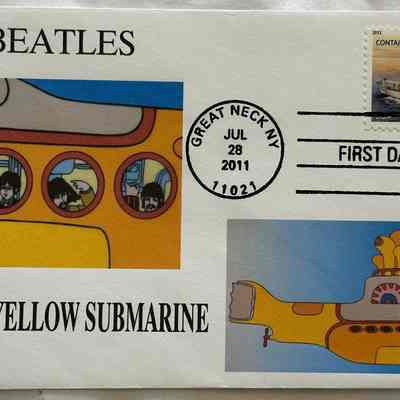 BEATLES
2011 CONTA
GREAT NECK NY
JUL
28
2011
11021
FIRST DA
YELLOW SUBMARINE